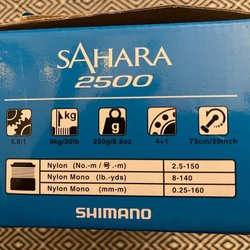 SAHARA
2500
kg
g
5.0:1 9kg/20lb 250g/8.8oz 4+1 73cm/29inch
Nylon (No.-m / 号.-m) 2.5-150
Nylon Mono (lb.-yds) 8-140
Nylon Mono (mm-m) 0.25-160
SHIMANO